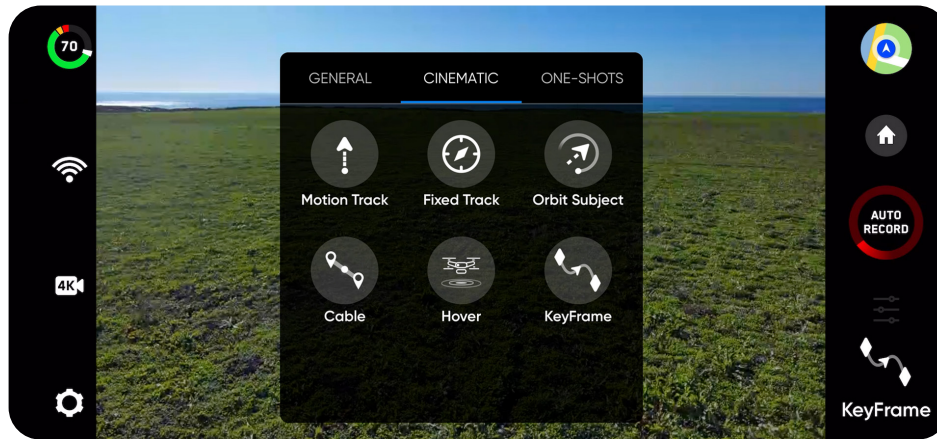 70
GENERAL
CINEMATIC
ONE-SHOTS
Motion Track
Fixed Track
Orbit Subject
AUTO
RECORD
4K
Cable
Hover
KeyFrame
KeyFrame